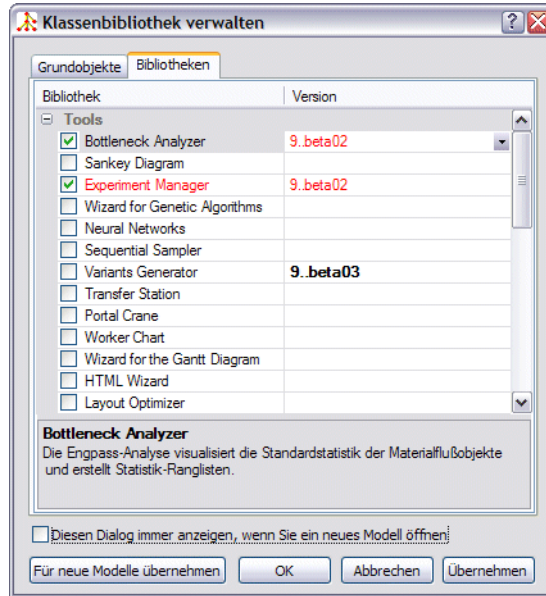 Klassenbibliothek verwalten
Grundobjekte Bibliotheken
Bibliothek Version
Tools
Bottleneck Analyzer 9..beta02
Sankey Diagram
Experiment Manager 9..beta02
Wizard for Genetic Algorithms
Neural Networks
Sequential Sampler
Variants Generator 9..beta03
Transfer Station
Portal Crane
Worker Chart
Wizard for the Gantt Diagram
HTML Wizard
Layout Optimizer
Bottleneck Analyzer
Die Engpass-Analyse visualisiert die Standardstatistik der Materialflußobjekte
und erstellt Statistik-Ranglisten.
Diesen Dialog immer anzeigen, wenn Sie ein neues Modell öffnen
Für neue Modelle übernehmen OK Abbrechen Übernehmen